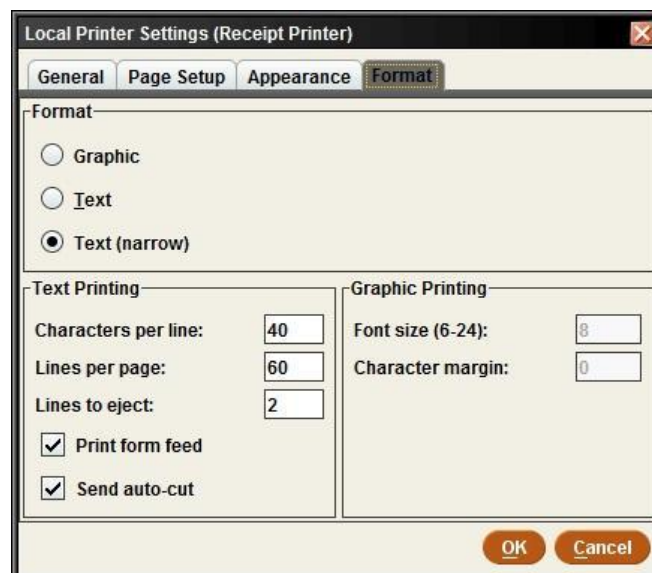 Local Printer Settings (Receipt Printer)
General Page Setup Appearance Format
Format
Graphic
Text
Text (narrow)
Text Printing
Characters per line: 40
Lines per page: 60
Lines to eject: 2
Print form feed
Send auto-cut
Graphic Printing
Font size (6-24): 8
Character margin: 0
OK Cancel